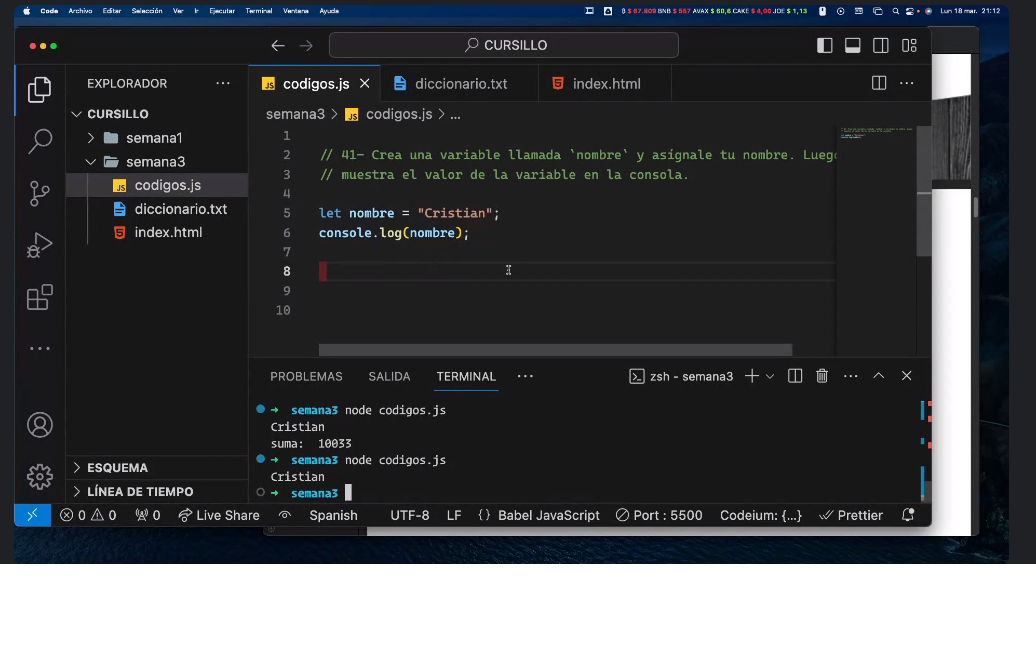 Code Archivo Editar Selección Ver Ir Ejecutar Terminal Ventana Ayuda $ 67.809 BNB $ 557 AVAX $ 60,6 CAKE $ 4,00 JOE $ 1,13 Lun 18 mar. 21:12
CURSILLO
EXPLORADOR
codigos.js diccionario.txt index.html
CURSILLO
semana3 > codigos.js > ...
semana1
semana3
codigos.js
diccionario.txt
index.html
1
2 // 41- Crea una variable llamada `nombre` y asígnale tu nombre. Luego
3 // muestra el valor de la variable en la consola.
4
5 let nombre = "Cristian";
6 console.log(nombre);
7
8
9
10
PROBLEMAS SALIDA TERMINAL zsh - semana3
semana3 node codigos.js
Cristian
suma: 10033
semana3 node codigos.js
Cristian
semana3
ESQUEMA
LÍNEA DE TIEMPO
0 0 0 Live Share Spanish UTF-8 LF {} Babel JavaScript Port : 5500 Codeium: {...} Prettier